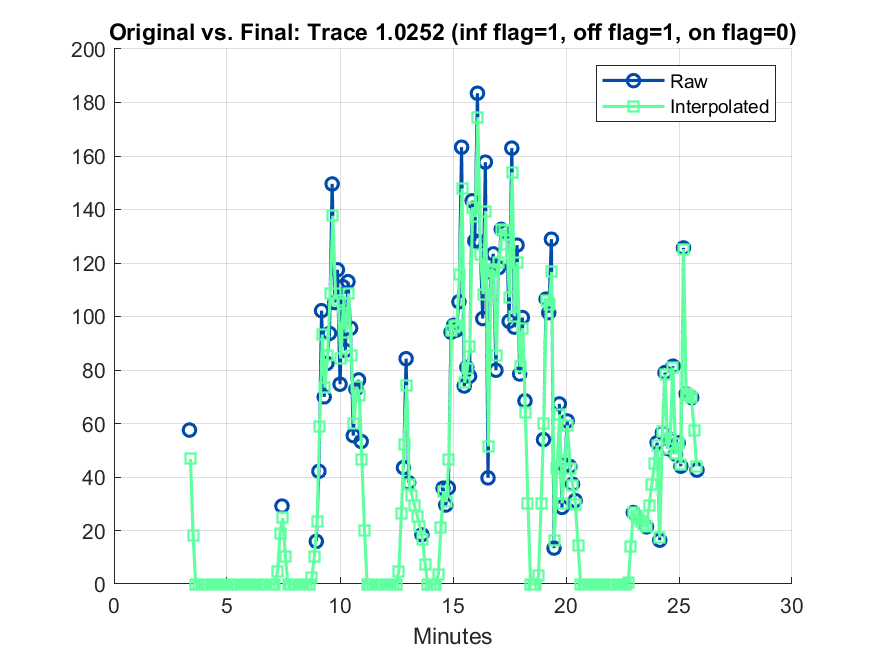 Original vs. Final: Trace 1.0252 (inf flag=1, off flag=1, on flag=0)
200
180
160
140
120
100
80
60
40
20
0
0 5 10 15 20 25 30
Minutes
Raw
Interpolated